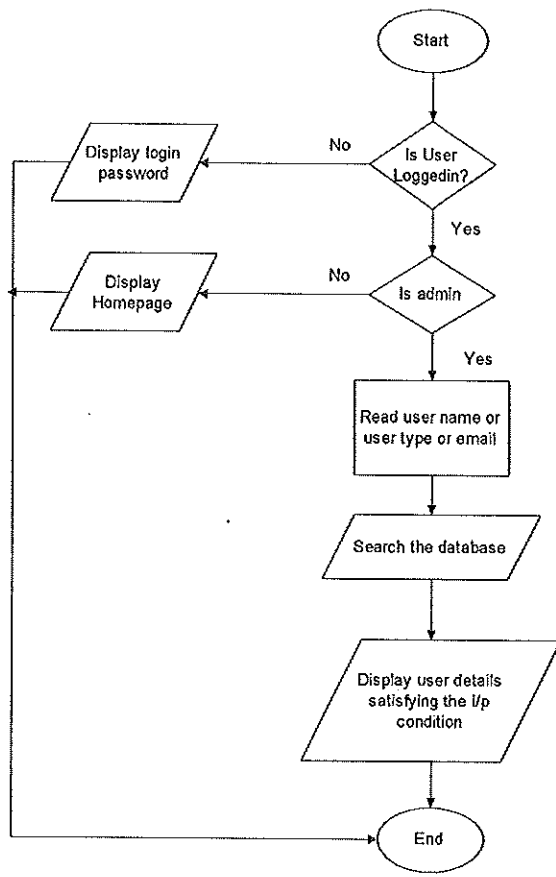 Start
Is User
Loggedin?
No
Display login
password
Yes
Is admin
No
Display
Homepage
Yes
Read user name or
user type or email
Search the database
Display user details
satisfying the i/p
condition
End